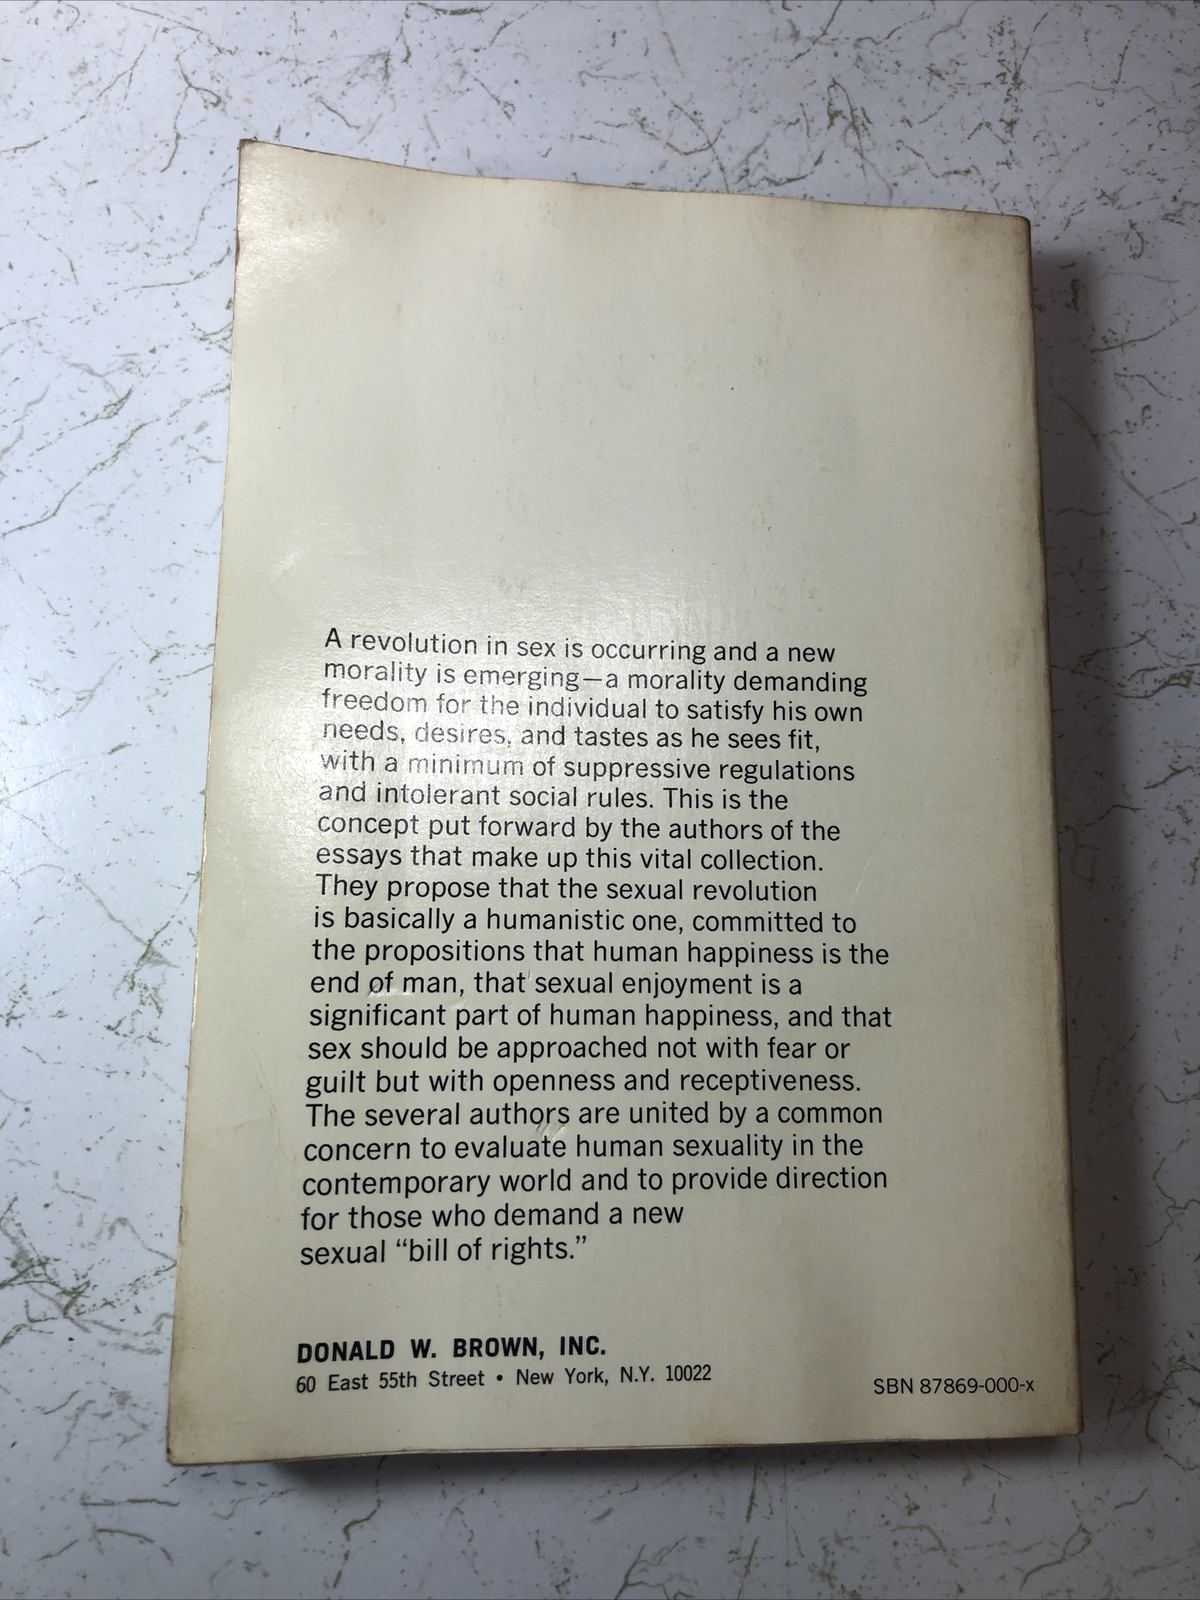 A revolution in sex is occurring and a new
morality is emerging—a morality demanding
freedom for the individual to satisfy his own
needs, desires, and tastes as he sees fit,
with a minimum of suppressive regulations
and intolerant social rules. This is the
concept put forward by the authors of the
essays that make up this vital collection.
They propose that the sexual revolution
is basically a humanistic one, committed to
the propositions that human happiness is the
end of man, that sexual enjoyment is a
significant part of human happiness, and that
sex should be approached not with fear or
guilt but with openness and receptiveness.
The several authors are united by a common
concern to evaluate human sexuality in the
contemporary world and to provide direction
for those who demand a new
sexual “bill of rights.”
DONALD W. BROWN, INC.
60 East 55th Street • New York, N.Y. 10022
SBN 87869-000-x